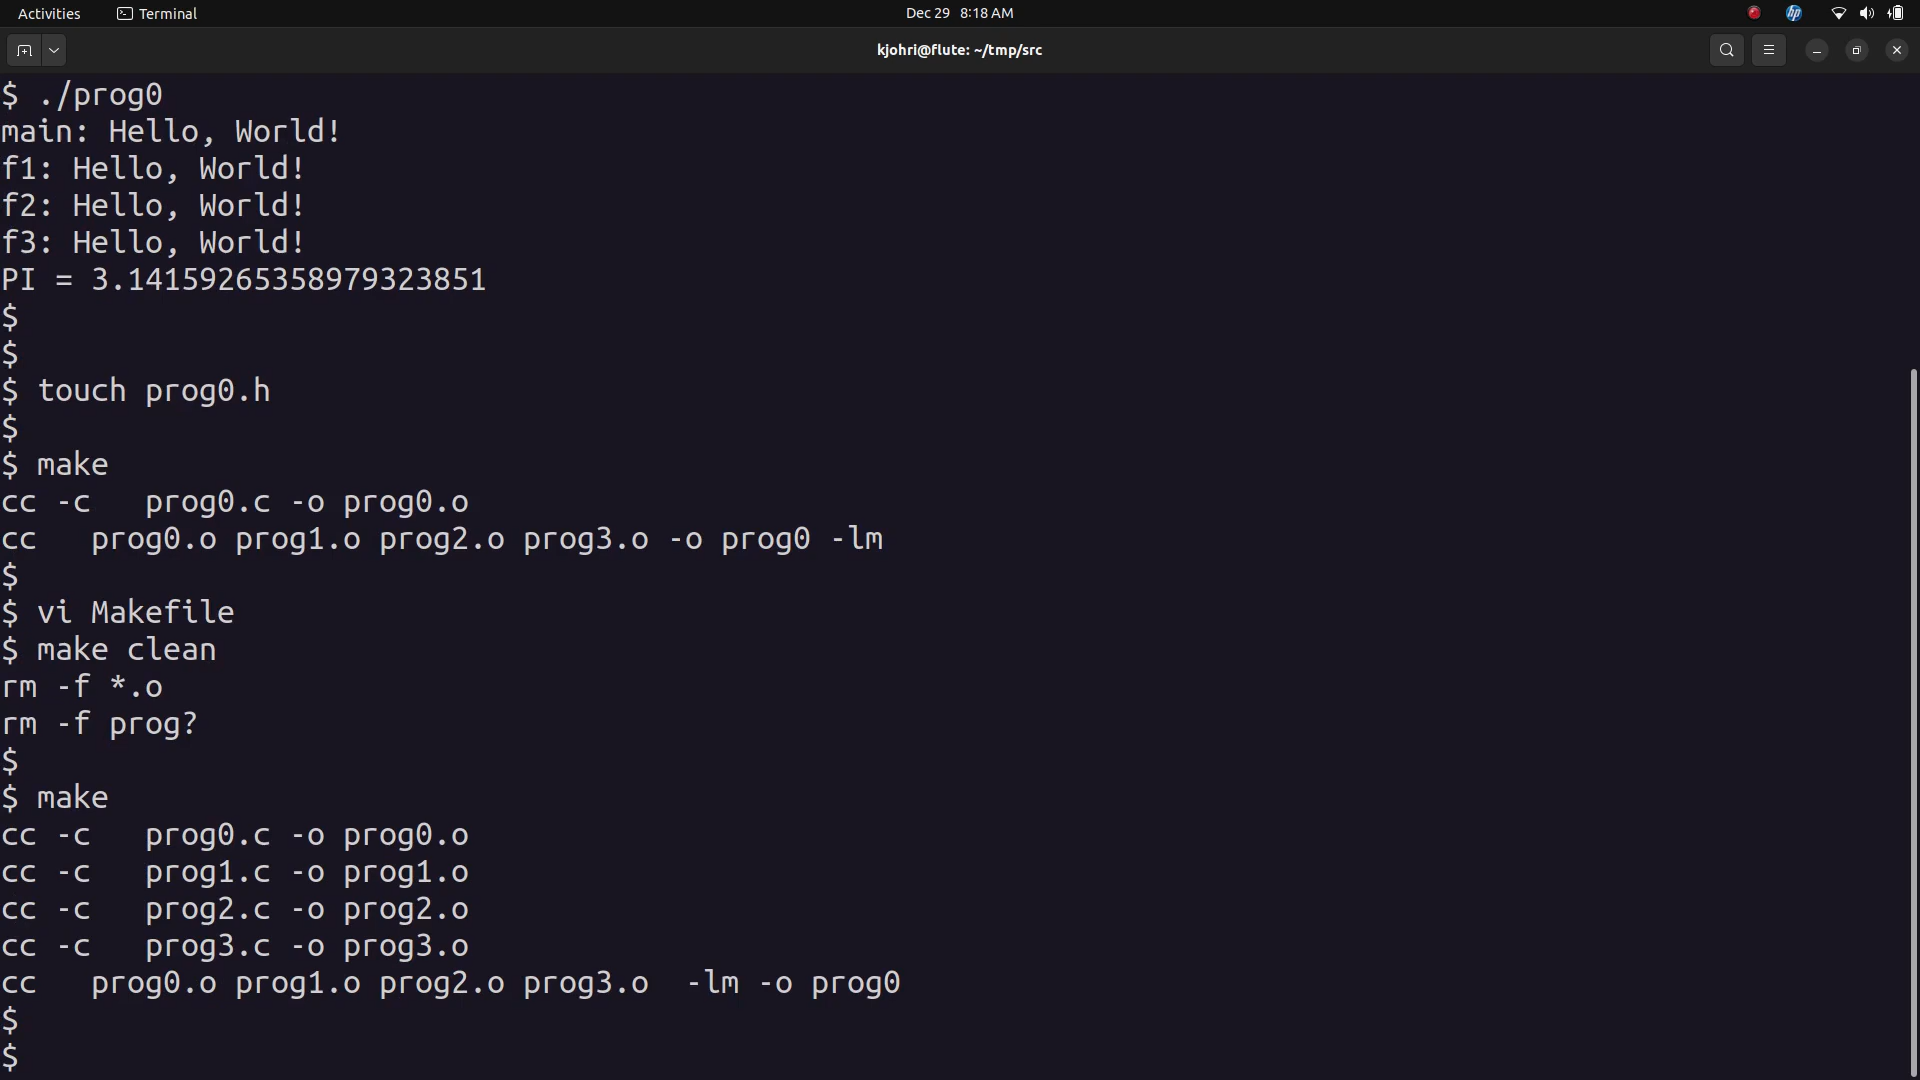 Activities Terminal Dec 29 8:18 AM hp
kjohri@flute: ~/tmp/src
$ ./prog0
main: Hello, World!
f1: Hello, World!
f2: Hello, World!
f3: Hello, World!
PI = 3.14159265358979323851
$
$
$ touch prog0.h
$
$ make
cc -c   prog0.c -o prog0.o
cc   prog0.o prog1.o prog2.o prog3.o -o prog0 -lm
$
$ vi Makefile
$ make clean
rm -f *.o
rm -f prog?
$
$ make
cc -c   prog0.c -o prog0.o
cc -c   prog1.c -o prog1.o
cc -c   prog2.c -o prog2.o
cc -c   prog3.c -o prog3.o
cc   prog0.o prog1.o prog2.o prog3.o  -lm -o prog0
$
$